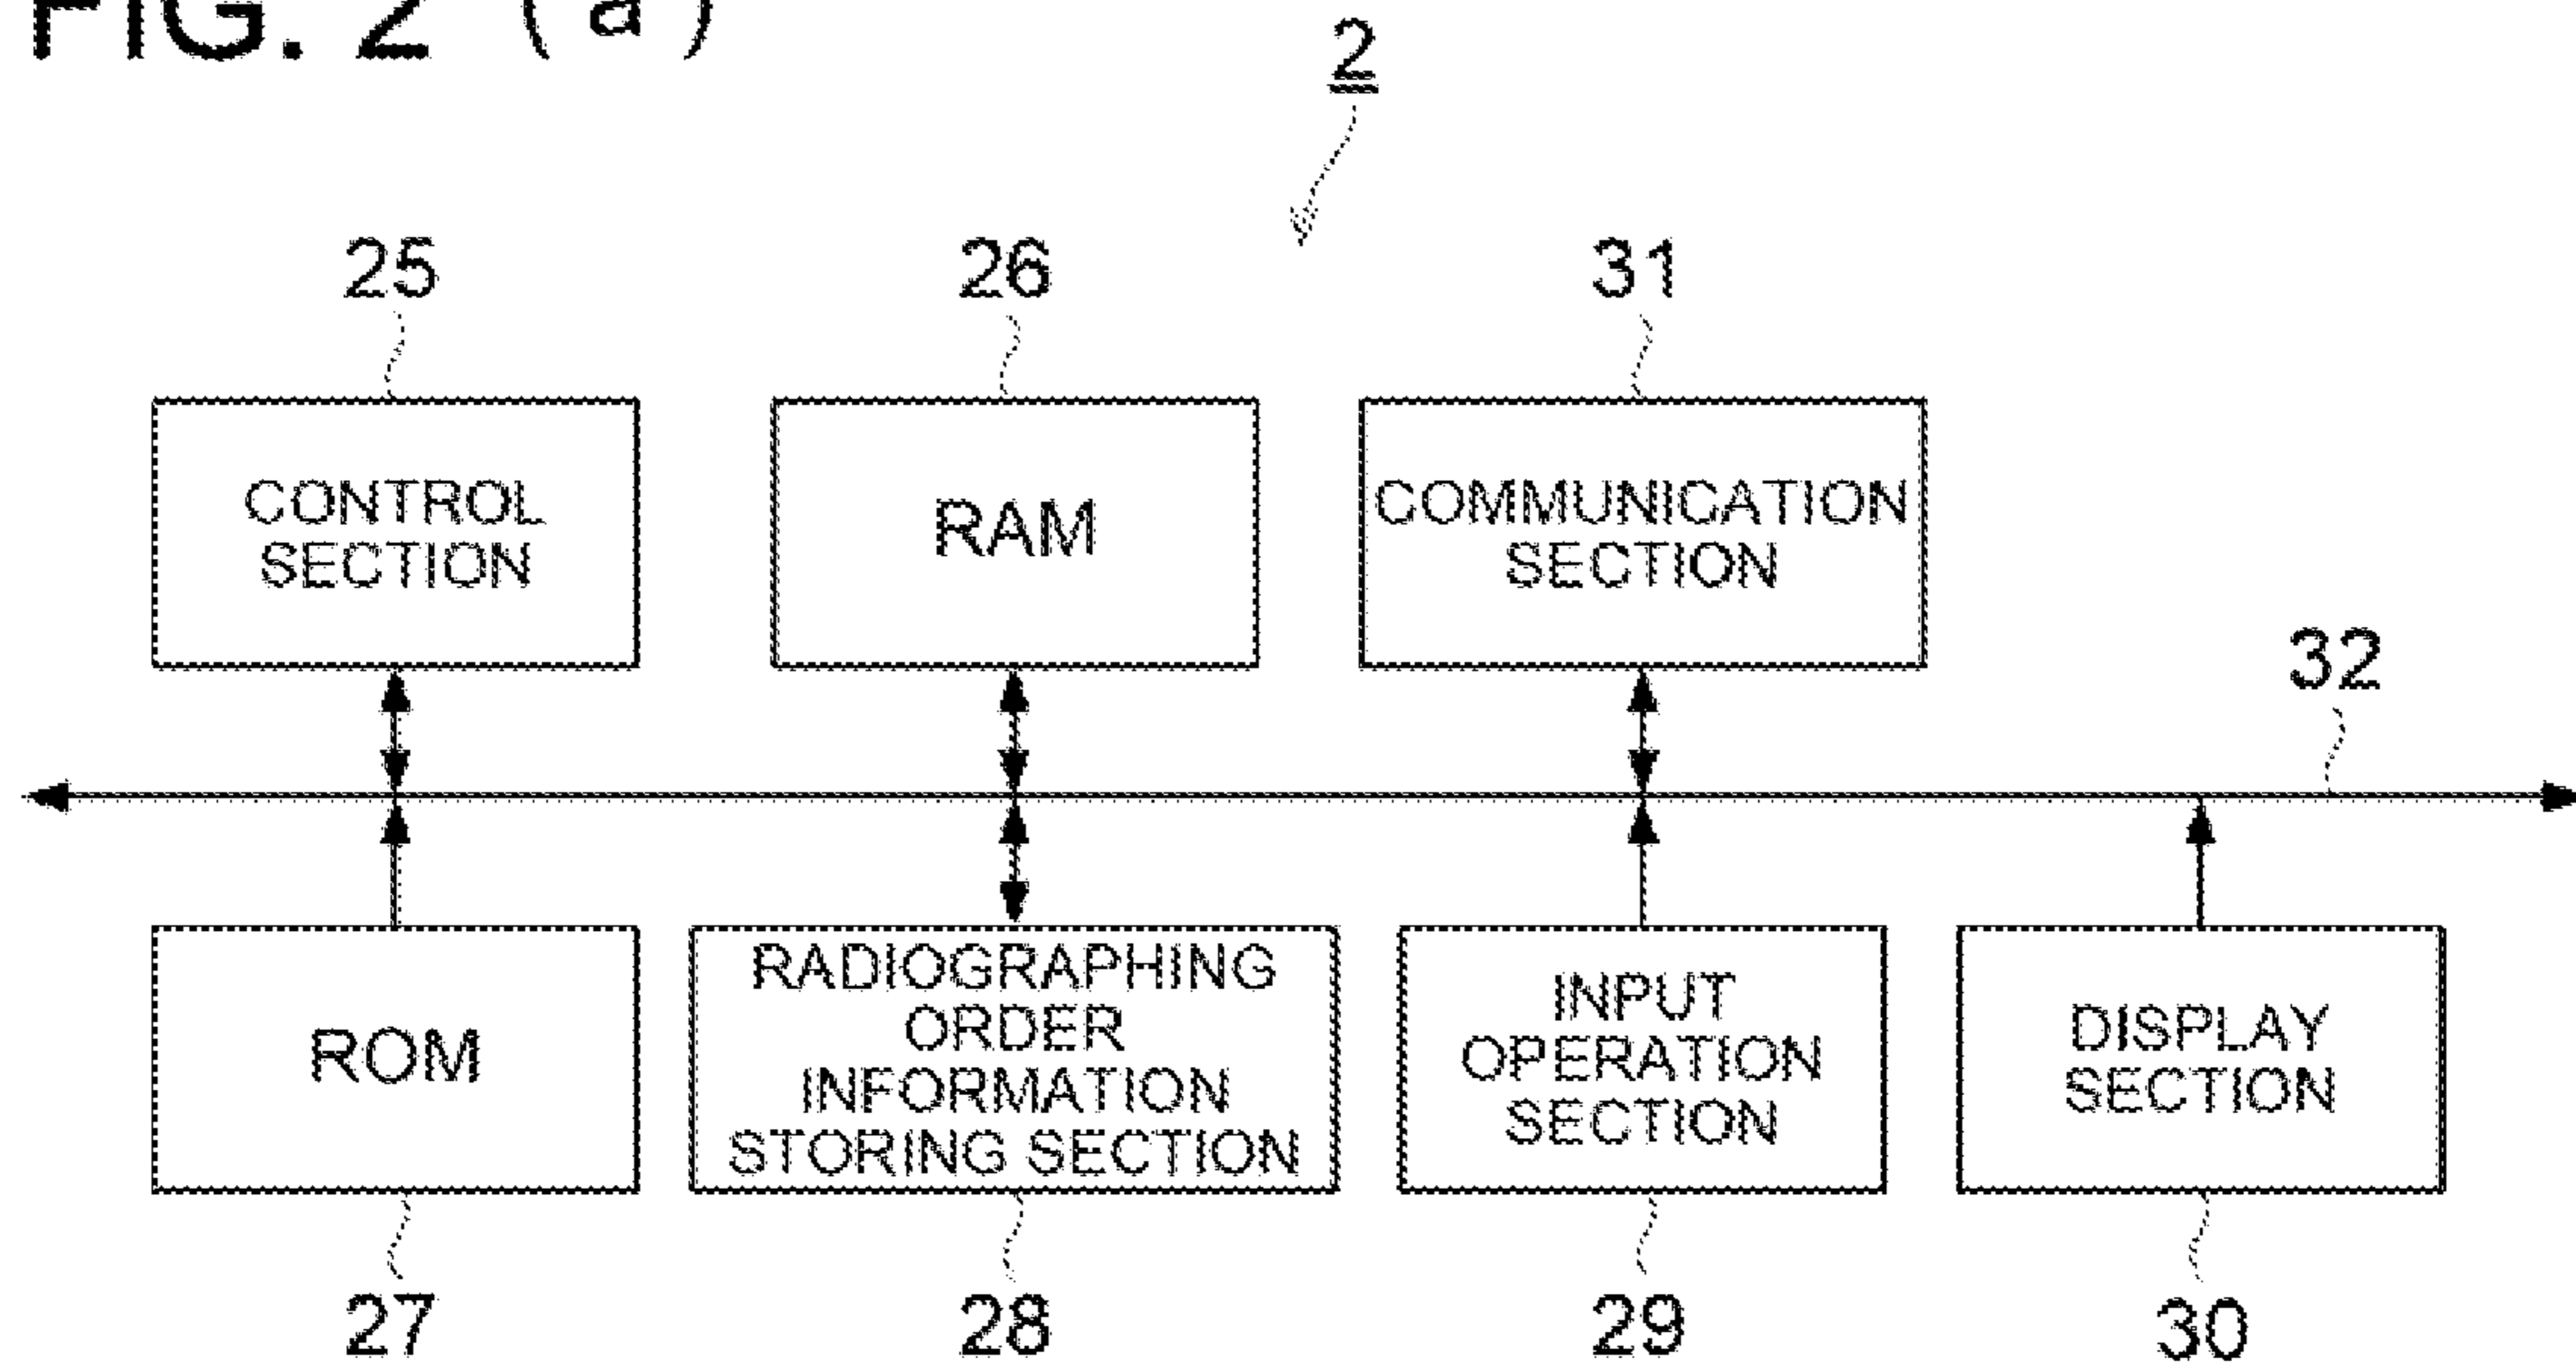 FIG. 2 (a)
2
25
26
31
CONTROL
SECTION
RAM
COMMUNICATION
SECTION
32
ROM
RADIOGRAPHING
ORDER
INFORMATION
STORING SECTION
INPUT
OPERATION
SECTION
DISPLAY
SECTION
27
28
29
30